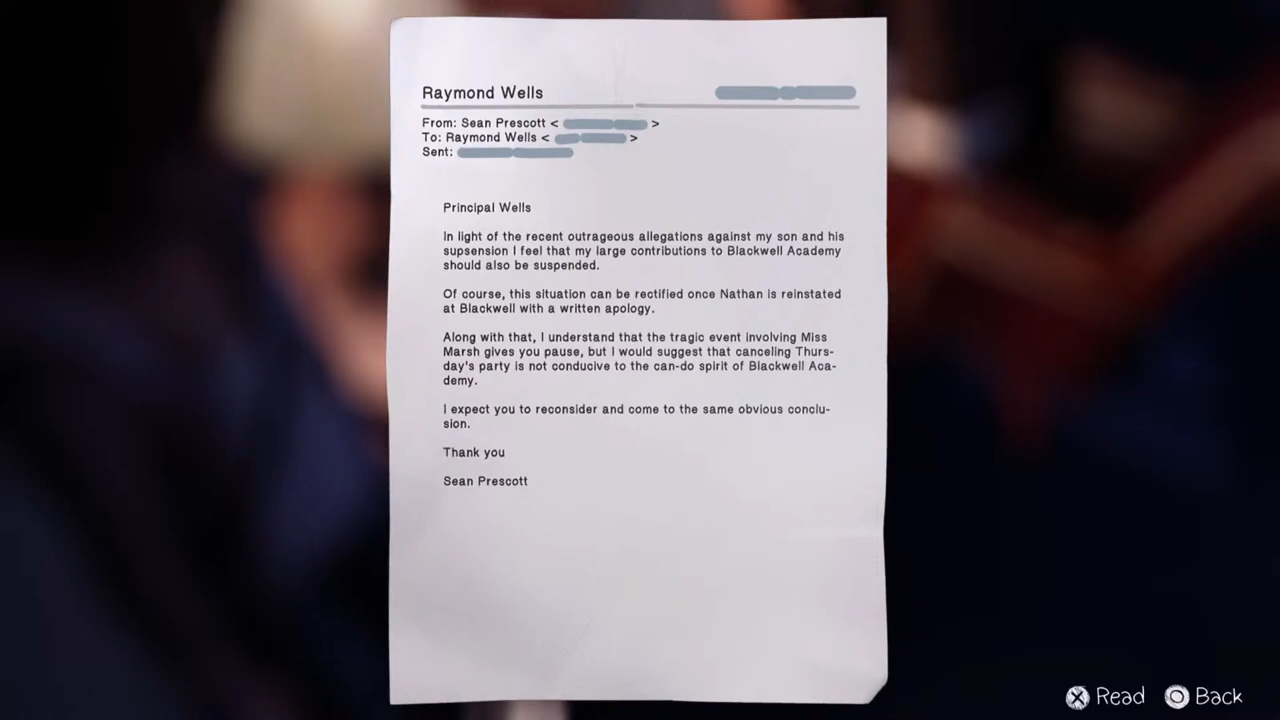 Raymond Wells
From: Sean Prescott < >
To: Raymond Wells < >
Sent:
Principal Wells
In light of the recent outrageous allegations against my son and his
supsension I feel that my large contributions to Blackwell Academy
should also be suspended.
Of course, this situation can be rectified once Nathan is reinstated
at Blackwell with a written apology.
Along with that, I understand that the tragic event involving Miss
Marsh gives you pause, but I would suggest that canceling Thurs-
day's party is not conducive to the can-do spirit of Blackwell Aca-
demy.
I expect you to reconsider and come to the same obvious conclu-
sion.
Thank you
Sean Prescott
Read Back